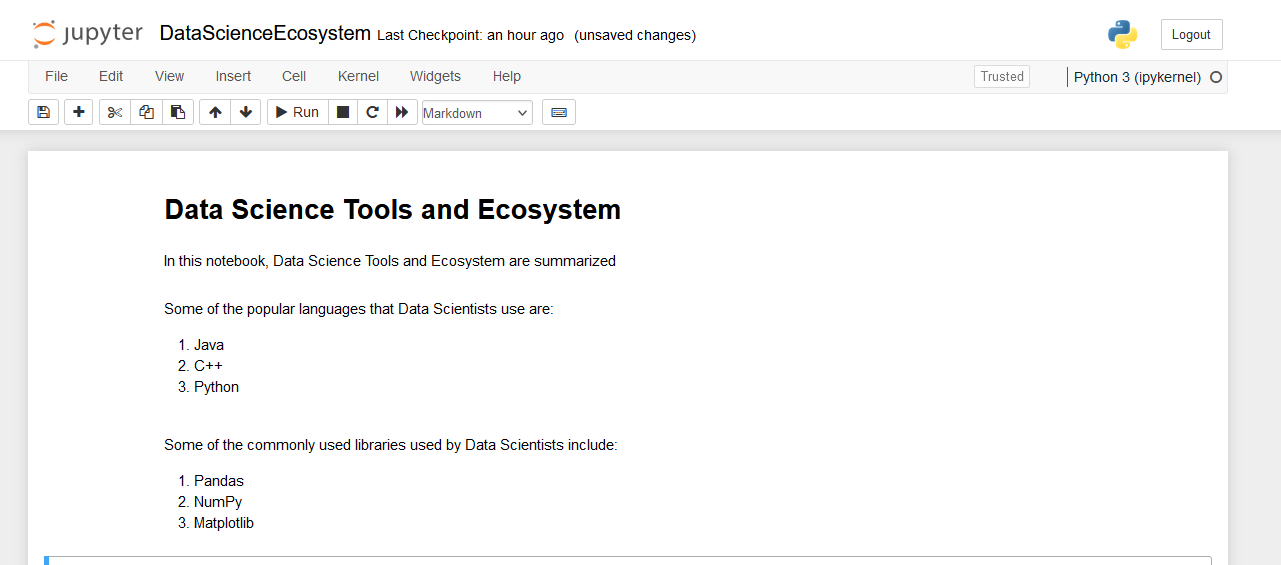 jupyter DataScienceEcosystem Last Checkpoint: an hour ago (unsaved changes) Logout
File Edit View Insert Cell Kernel Widgets Help Trusted Python 3 (ipykernel)
Run Markdown
Data Science Tools and Ecosystem
In this notebook, Data Science Tools and Ecosystem are summarized
Some of the popular languages that Data Scientists use are:
1. Java
2. C++
3. Python
Some of the commonly used libraries used by Data Scientists include:
1. Pandas
2. NumPy
3. Matplotlib